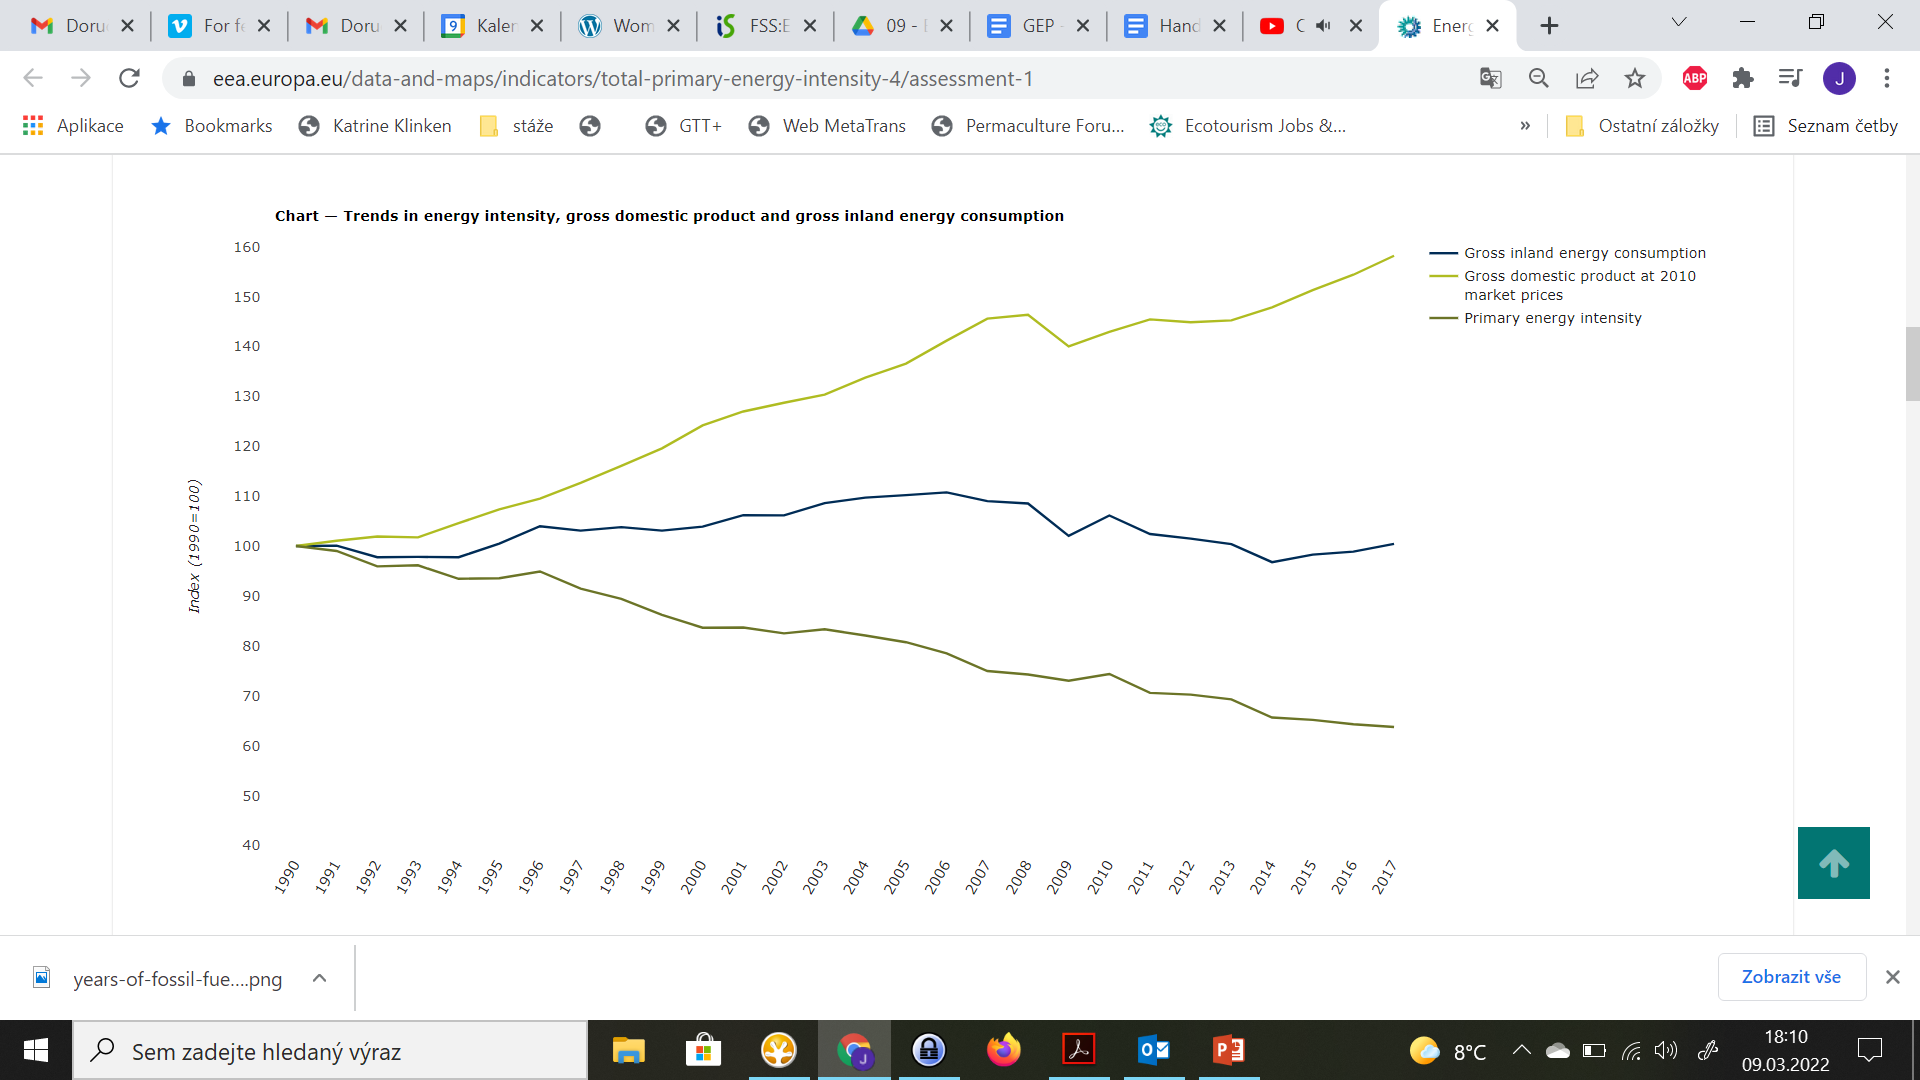 Doru
For fe
Doru
9
Kalen
Wom
FSS:E
09 - E
GEP -
Hand
C
Energ
eea.europa.eu/data-and-maps/indicators/total-primary-energy-intensity-4/assessment-1
ABP
J
Aplikace
Bookmarks
Katrine Klinken
stáže
GTT+
Web MetaTrans
Permaculture Foru...
Ecotourism Jobs &...
»
Ostatní záložky
Seznam četby
Chart — Trends in energy intensity, gross domestic product and gross inland energy consumption
Index (1990=100)
160
150
140
130
120
110
100
90
80
70
60
50
40
1990
1991
1992
1993
1994
1995
1996
1997
1998
1999
2000
2001
2002
2003
2004
2005
2006
2007
2008
2009
2010
2011
2012
2013
2014
2015
2016
2017
Gross inland energy consumption
Gross domestic product at 2010
market prices
Primary energy intensity
years-of-fossil-fue....png
Zobrazit vše
Sem zadejte hledaný výraz
8°C
18:10
09.03.2022